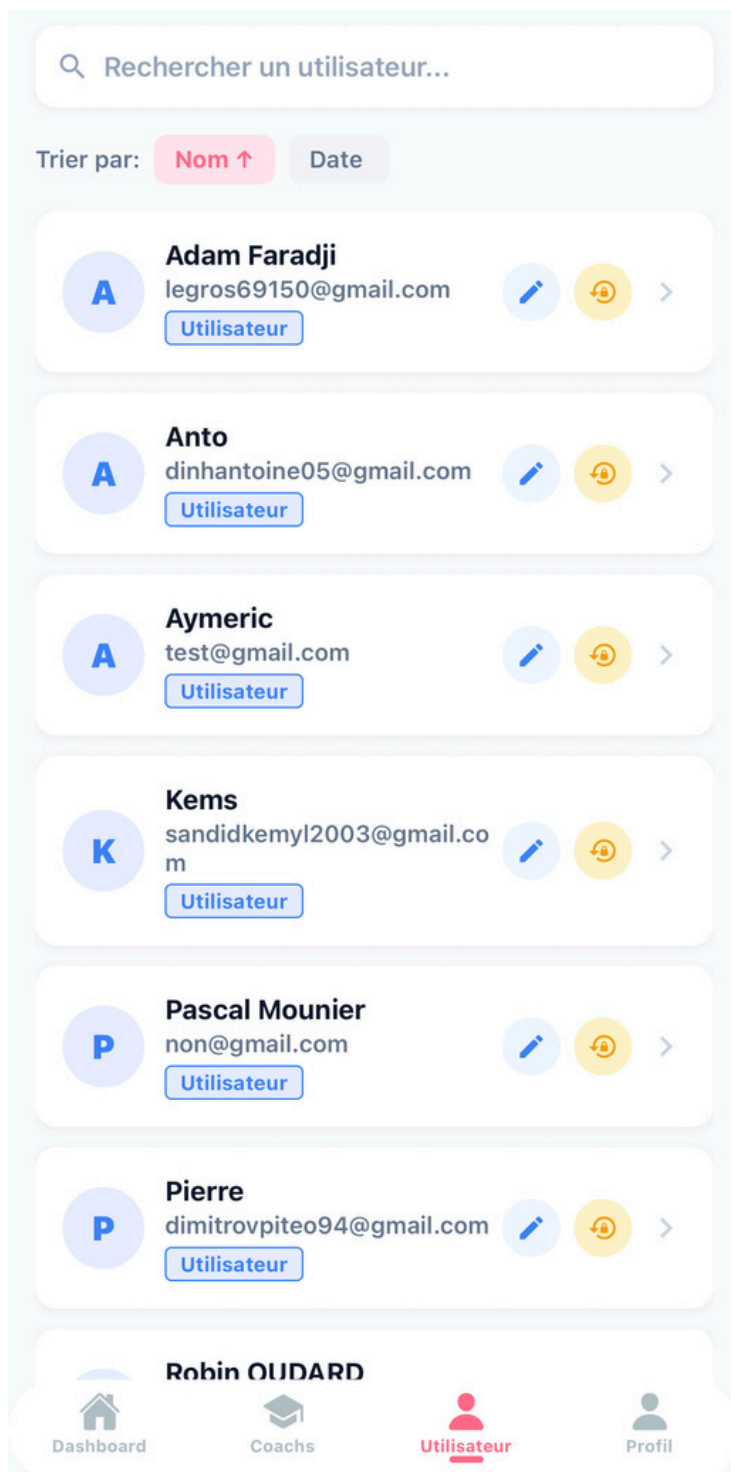 Rechercher un utilisateur...
Trier par: Nom ↑ Date
A
Adam Faradji
legros69150@gmail.com
Utilisateur
A
Anto
dinhantoine05@gmail.com
Utilisateur
A
Aymeric
test@gmail.com
Utilisateur
K
Kems
sandidkemyl2003@gmail.co
m
Utilisateur
P
Pascal Mounier
non@gmail.com
Utilisateur
P
Pierre
dimitrovpiteo94@gmail.com
Utilisateur
Robin OUDARD
Dashboard Coachs Utilisateur Profil